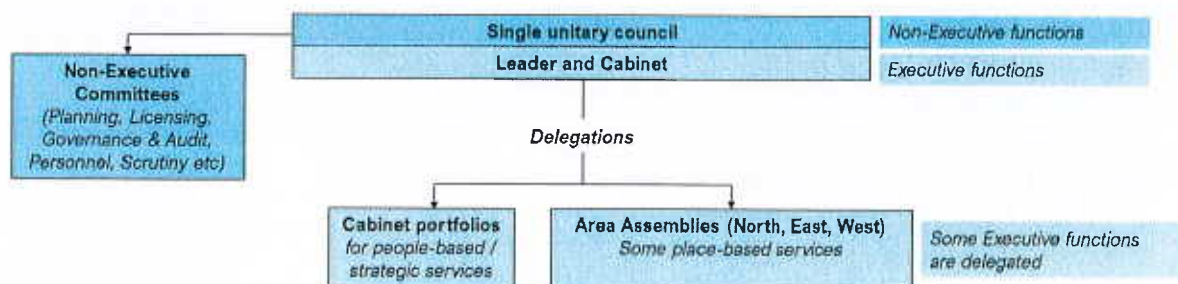 Single unitary council
Non-Executive functions
Leader and Cabinet
Executive functions
Non-Executive
Committees
(Planning, Licensing,
Governance & Audit,
Personnel, Scrutiny etc)
Delegations
Cabinet portfolios
for people-based /
strategic services
Area Assemblies (North, East, West)
Some place-based services
Some Executive functions
are delegated